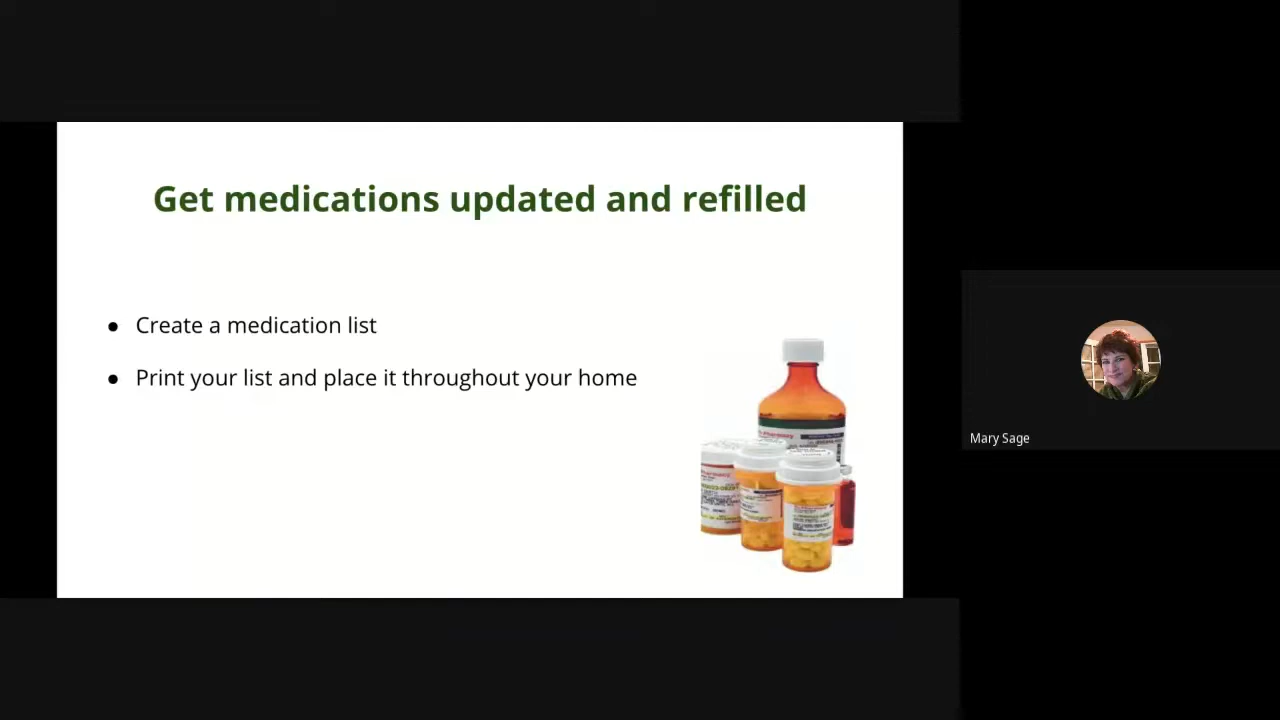 Get medications updated and refilled
● Create a medication list
● Print your list and place it throughout your home
Mary Sage